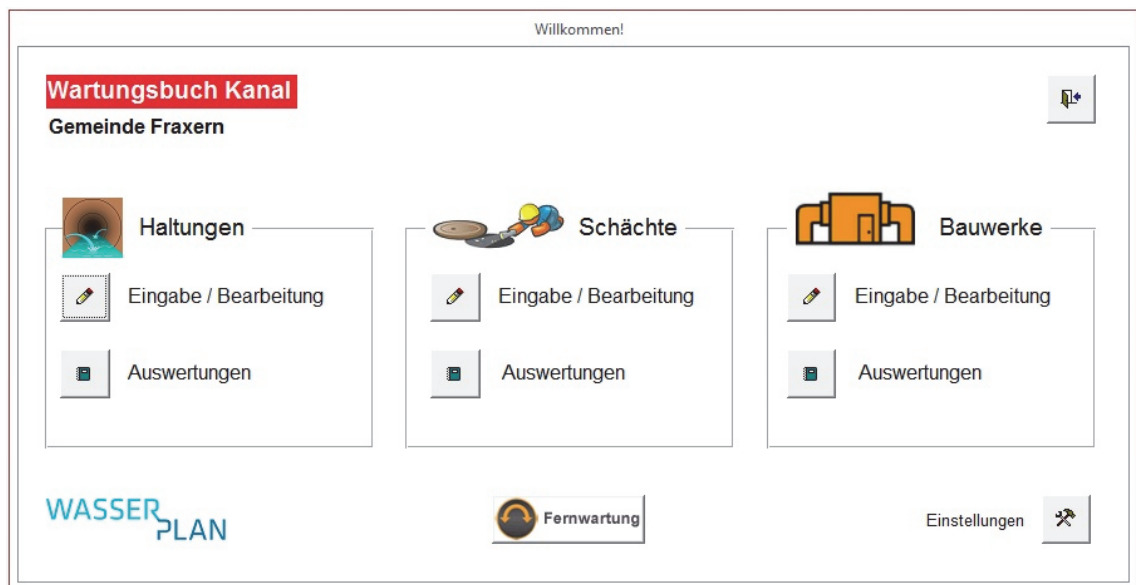 Willkommen!
Wartungsbuch Kanal
Gemeinde Fraxern
Haltungen
Eingabe / Bearbeitung
Auswertungen
Schächte
Eingabe / Bearbeitung
Auswertungen
Bauwerke
Eingabe / Bearbeitung
Auswertungen
WASSER
PLAN
Fernwartung
Einstellungen